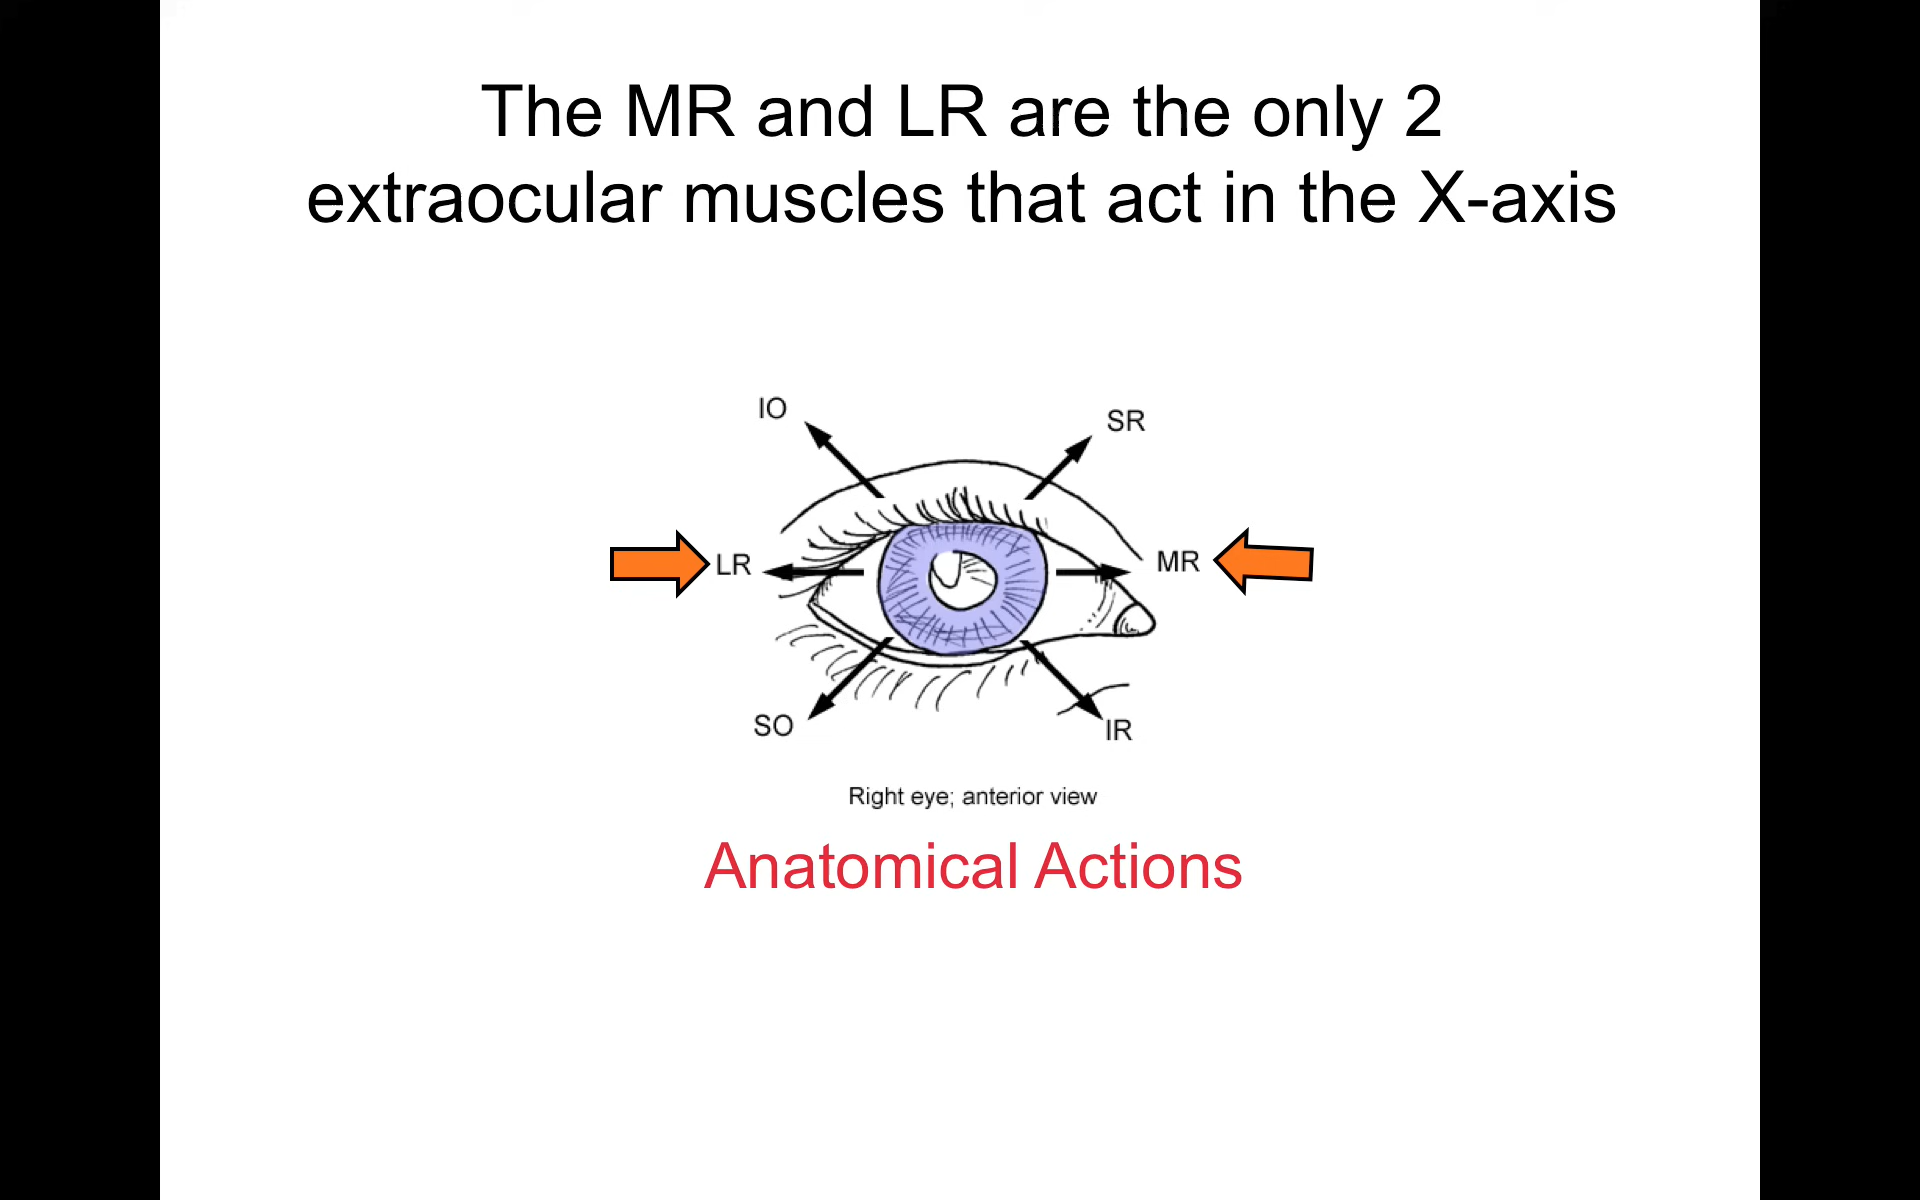 The MR and LR are the only 2
extraocular muscles that act in the X-axis
IO
SR
LR
MR
SO
IR
Right eye; anterior view
Anatomical Actions